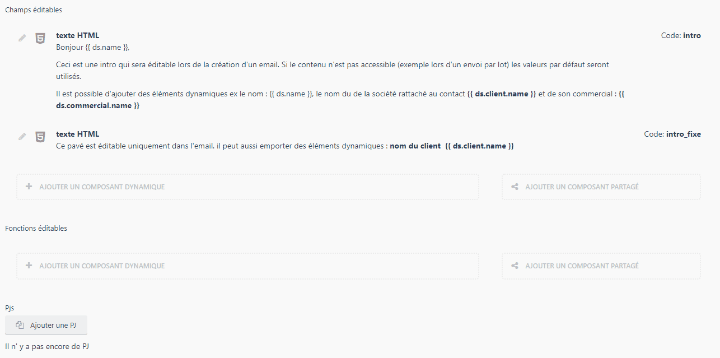 Champs éditables
texte HTML
Code: intro
Bonjour {{ ds.name }},
Ceci est une intro qui sera éditable lors de la création d'un email. Si le contenu n'est pas accessible (exemple lors d'un envoi par lot) les valeurs par défaut seront
utilisés.
Il est possible d'ajouter des éléments dynamiques ex le nom : {{ ds.name }}, le nom du de la société rattaché au contact {{ ds.client.name }} et de son commercial : {{
ds.commercial.name }}
texte HTML
Code: intro_fixe
Ce pavé est éditable uniquement dans l'email, il peut aussi emporter des éléments dynamiques : nom du client {{ ds.client.name }}
+ AJOUTER UN COMPOSANT DYNAMIQUE
AJOUTER UN COMPOSANT PARTAGÉ
Fonctions éditables
+ AJOUTER UN COMPOSANT DYNAMIQUE
AJOUTER UN COMPOSANT PARTAGÉ
Pjs
Ajouter une PJ
Il n' y a pas encore de PJ